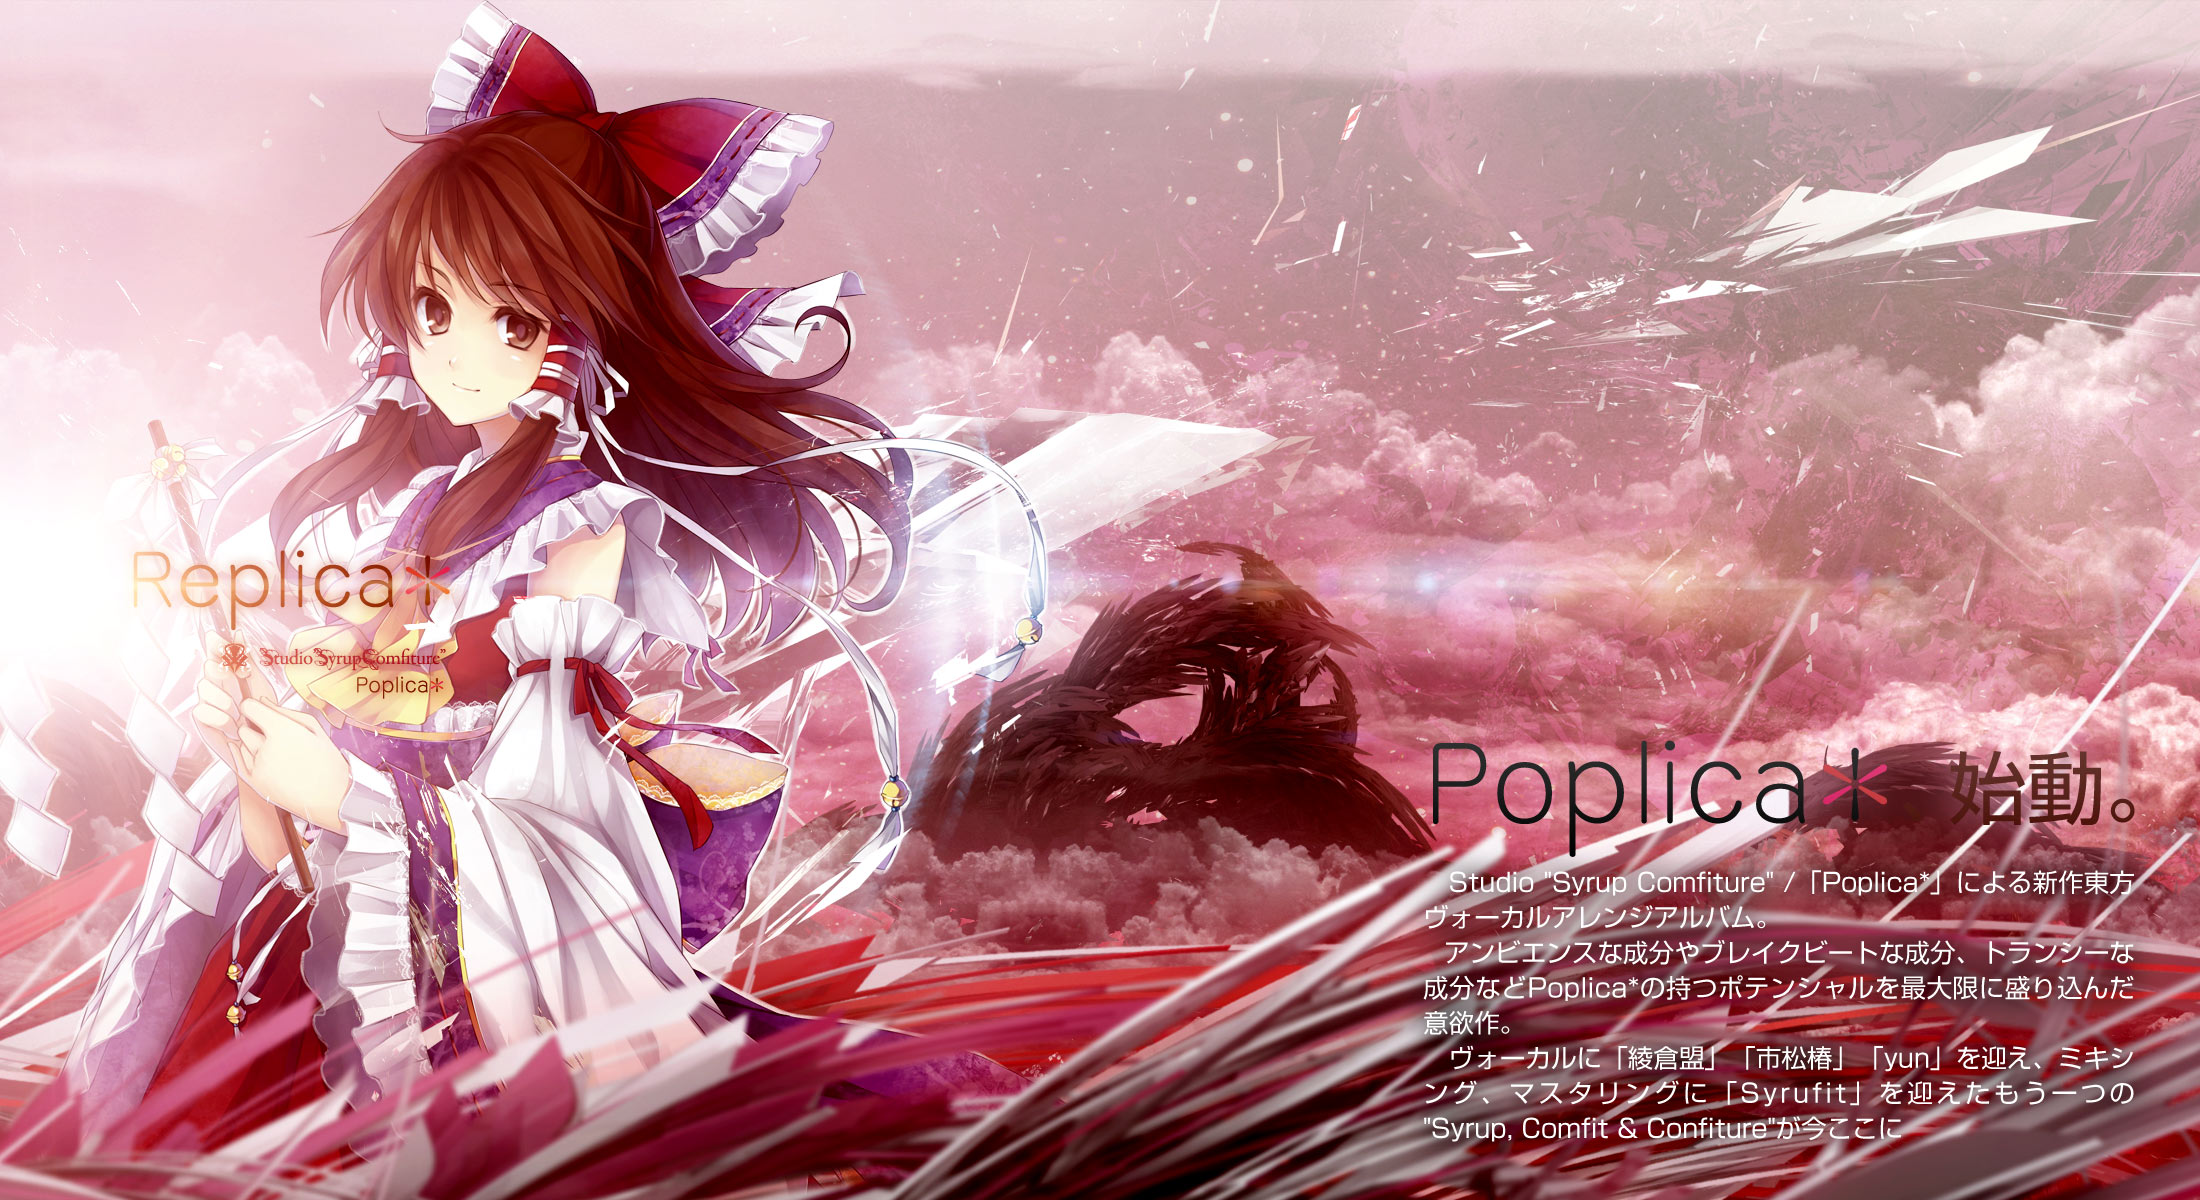 Replica*
Studio "Syrup Comfiture"
Poplica*
Poplica*、始動。
Studio "Syrup Comfiture" /「Poplica*」による新作東方
ヴォーカルアレンジアルバム。
アンビエンスな成分やブレイクビートな成分、トランシーな
成分などPoplica*の持つポテンシャルを最大限に盛り込んだ
意欲作。
ヴォーカルに「綾倉盟」「市松椿」「yun」を迎え、ミキシ
ング、マスタリングに「Syrufit」を迎えたもう一つの
"Syrup, Comfit & Confiture"が今ここに